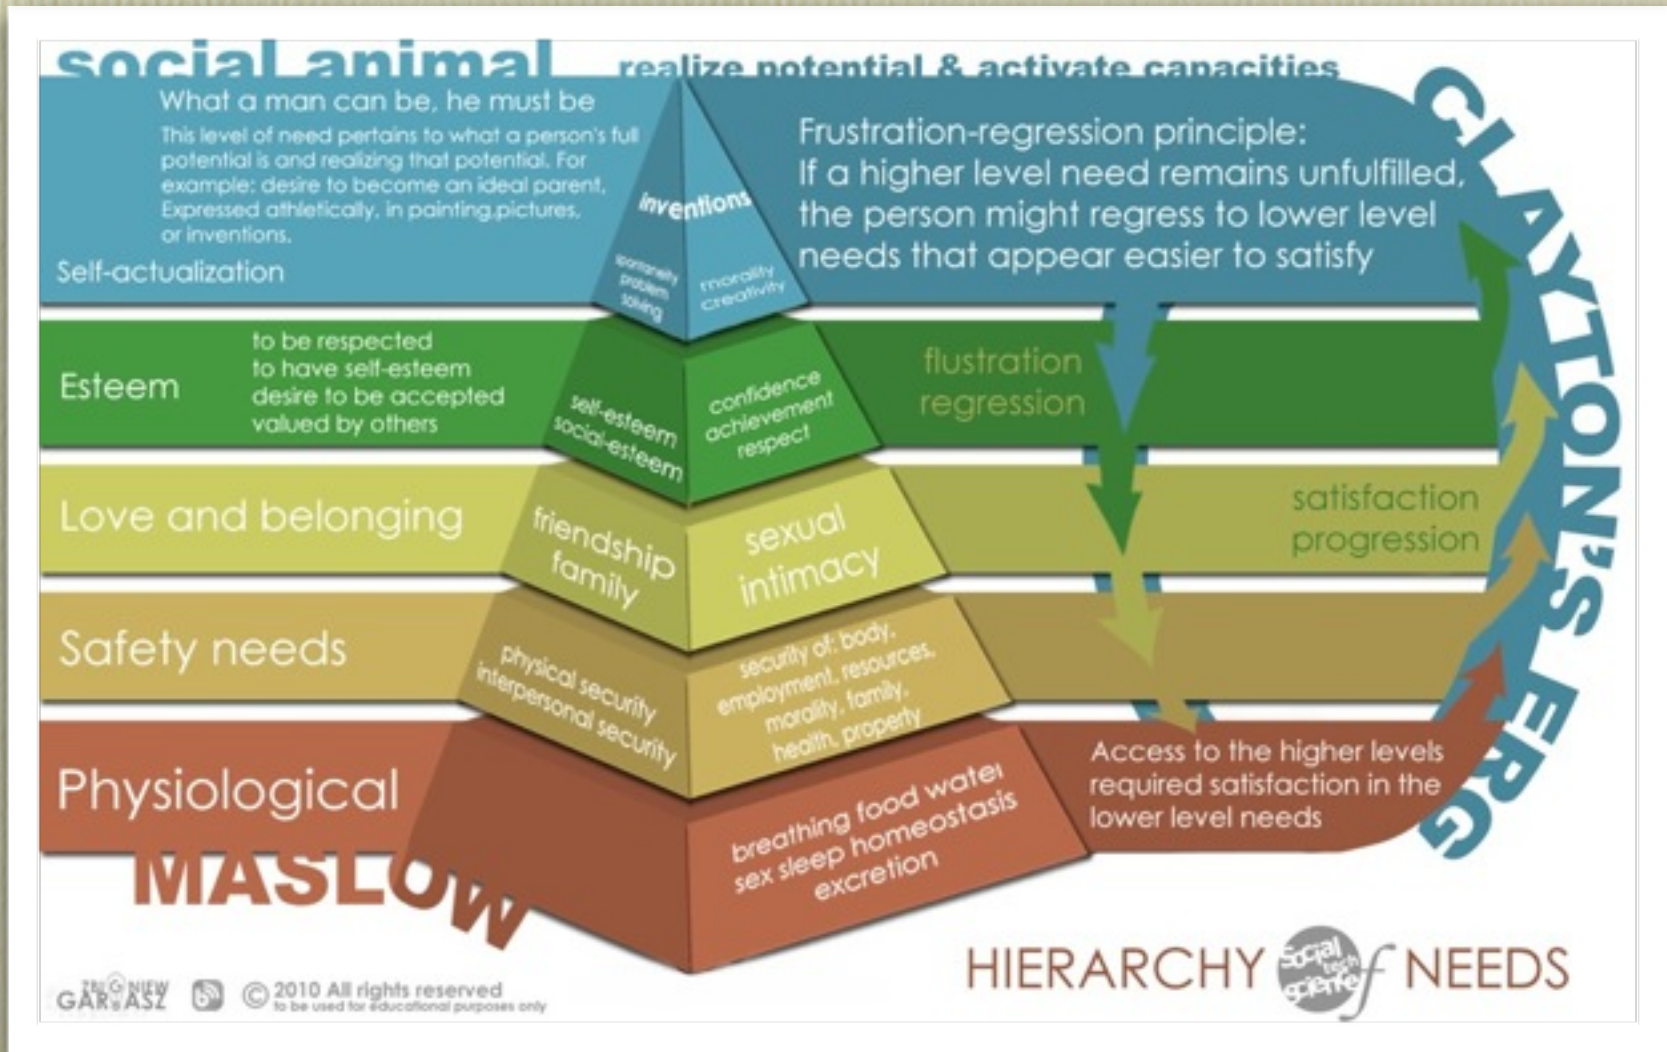 social animal
realize potential & activate capacities
What a man can be, he must be
This level of need pertains to what a person's full
potential is and realizing that potential. For
example: desire to become an ideal parent,
Expressed athletically, in painting,pictures,
or inventions.
Self-actualization
inventions
spontaneity
problem
solving
morality
creativity
Frustration-regression principle:
If a higher level need remains unfulfilled,
the person might regress to lower level
needs that appear easier to satisfy
CLAYTON'S ERG
Esteem
to be respected
to have self-esteem
desire to be accepted
valued by others
self-esteem
social-esteem
confidence
achievement
respect
flustration
regression
Love and belonging
friendship
family
sexual
intimacy
satisfaction
progression
Safety needs
physical security
interpersonal security
security of: body,
employment, resources,
morality, family,
health, property
Physiological
breathing food water
sex sleep homeostasis
excretion
Access to the higher levels
required satisfaction in the
lower level needs
MASLOW
HIERARCHY of NEEDS
Social
tech
science
ZBIGNIEW
GARBASZ
© 2010 All rights reserved
to be used for educational purposes only